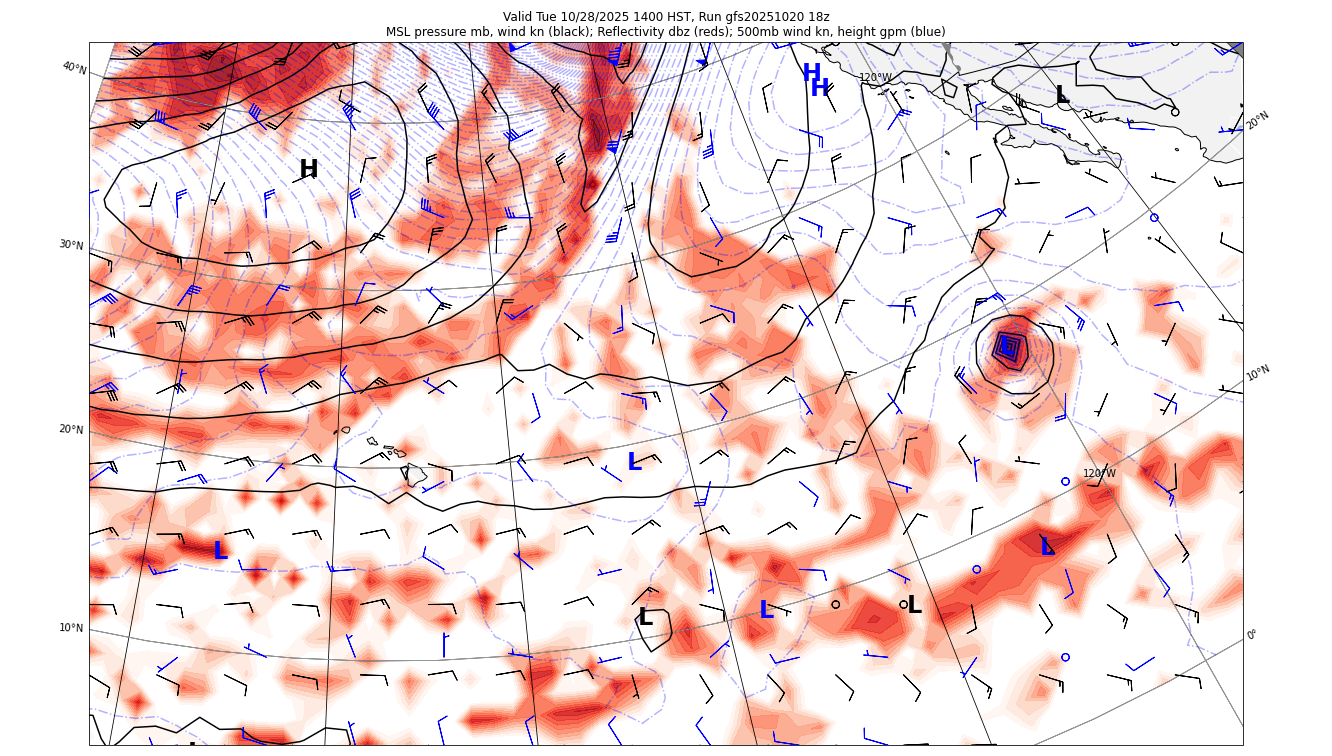 Valid Tue 10/28/2025 1400 HST, Run gfs20251020 18z
MSL pressure mb, wind kn (black); Reflectivity dbz (reds); 500mb wind kn, height gpm (blue)
40°N
H
H
120°W
L
20°N
H
30°N
10°N
20°N
L
120°W
L
L
L
L
L
10°N
0°